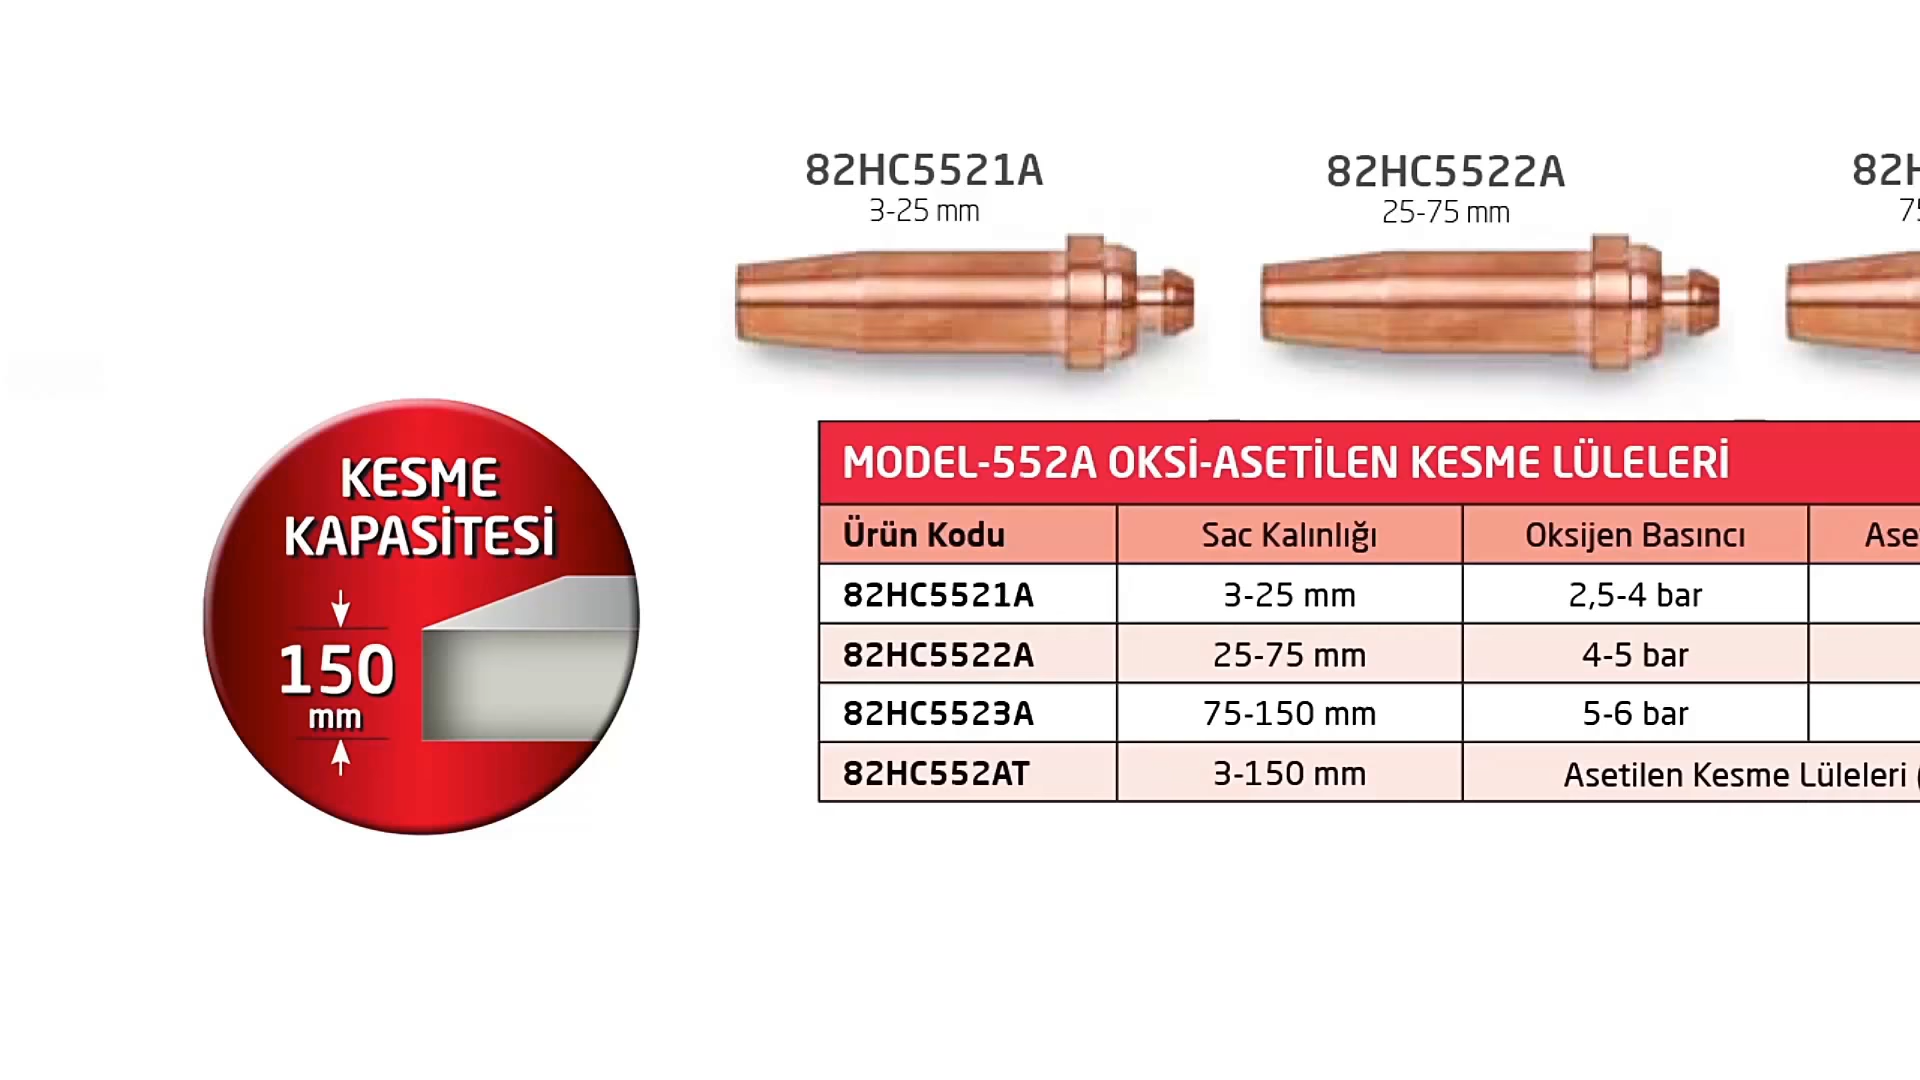 82HC5521A
3-25 mm
82HC5522A
25-75 mm
KESME
KAPASİTESİ
150
mm
MODEL-552A OKSİ-ASETİLEN KESME LÜLELERİ
Ürün Kodu Sac Kalınlığı Oksijen Basıncı
82HC5521A 3-25 mm 2,5-4 bar
82HC5522A 25-75 mm 4-5 bar
82HC5523A 75-150 mm 5-6 bar
82HC552AT 3-150 mm Asetilen Kesme Lüleleri